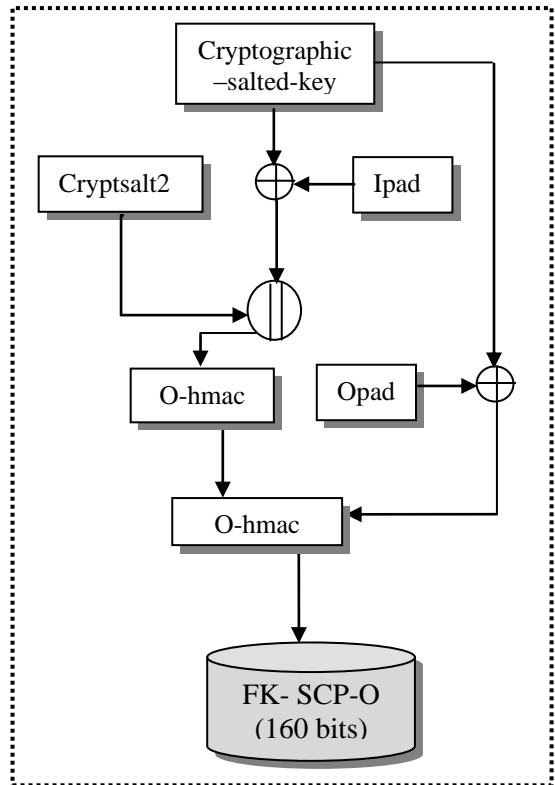 Cryptographic
–salted-key
Cryptsalt2
Ipad
O-hmac
Opad
O-hmac
FK- SCP-O
(160 bits)